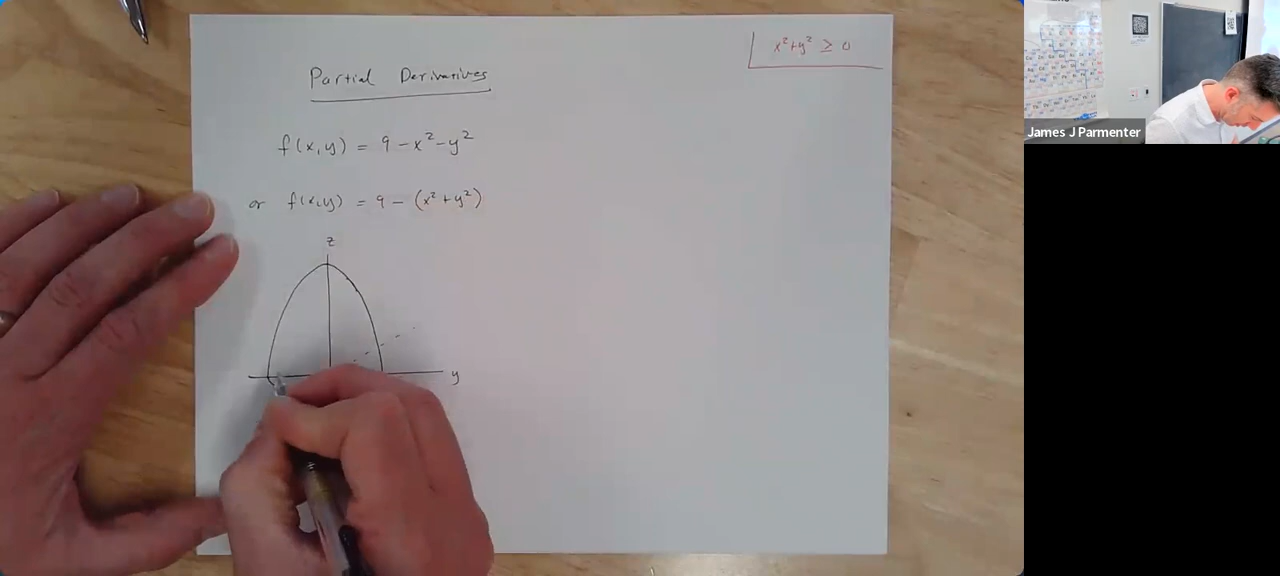 x² + y² ≥ 0
Partial Derivatives
f(x,y) = 9 - x² - y²
or f(x,y) = 9 - (x² + y²)
z
y
James J Parmenter